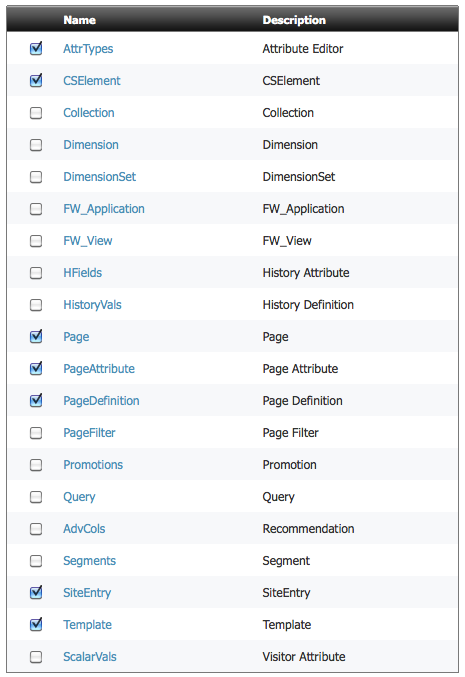 Name Description
AttrTypes Attribute Editor
CSElement CSElement
Collection Collection
Dimension Dimension
DimensionSet DimensionSet
FW_Application FW_Application
FW_View FW_View
HFields History Attribute
HistoryVals History Definition
Page Page
PageAttribute Page Attribute
PageDefinition Page Definition
PageFilter Page Filter
Promotions Promotion
Query Query
AdvCols Recommendation
Segments Segment
SiteEntry SiteEntry
Template Template
ScalarVals Visitor Attribute